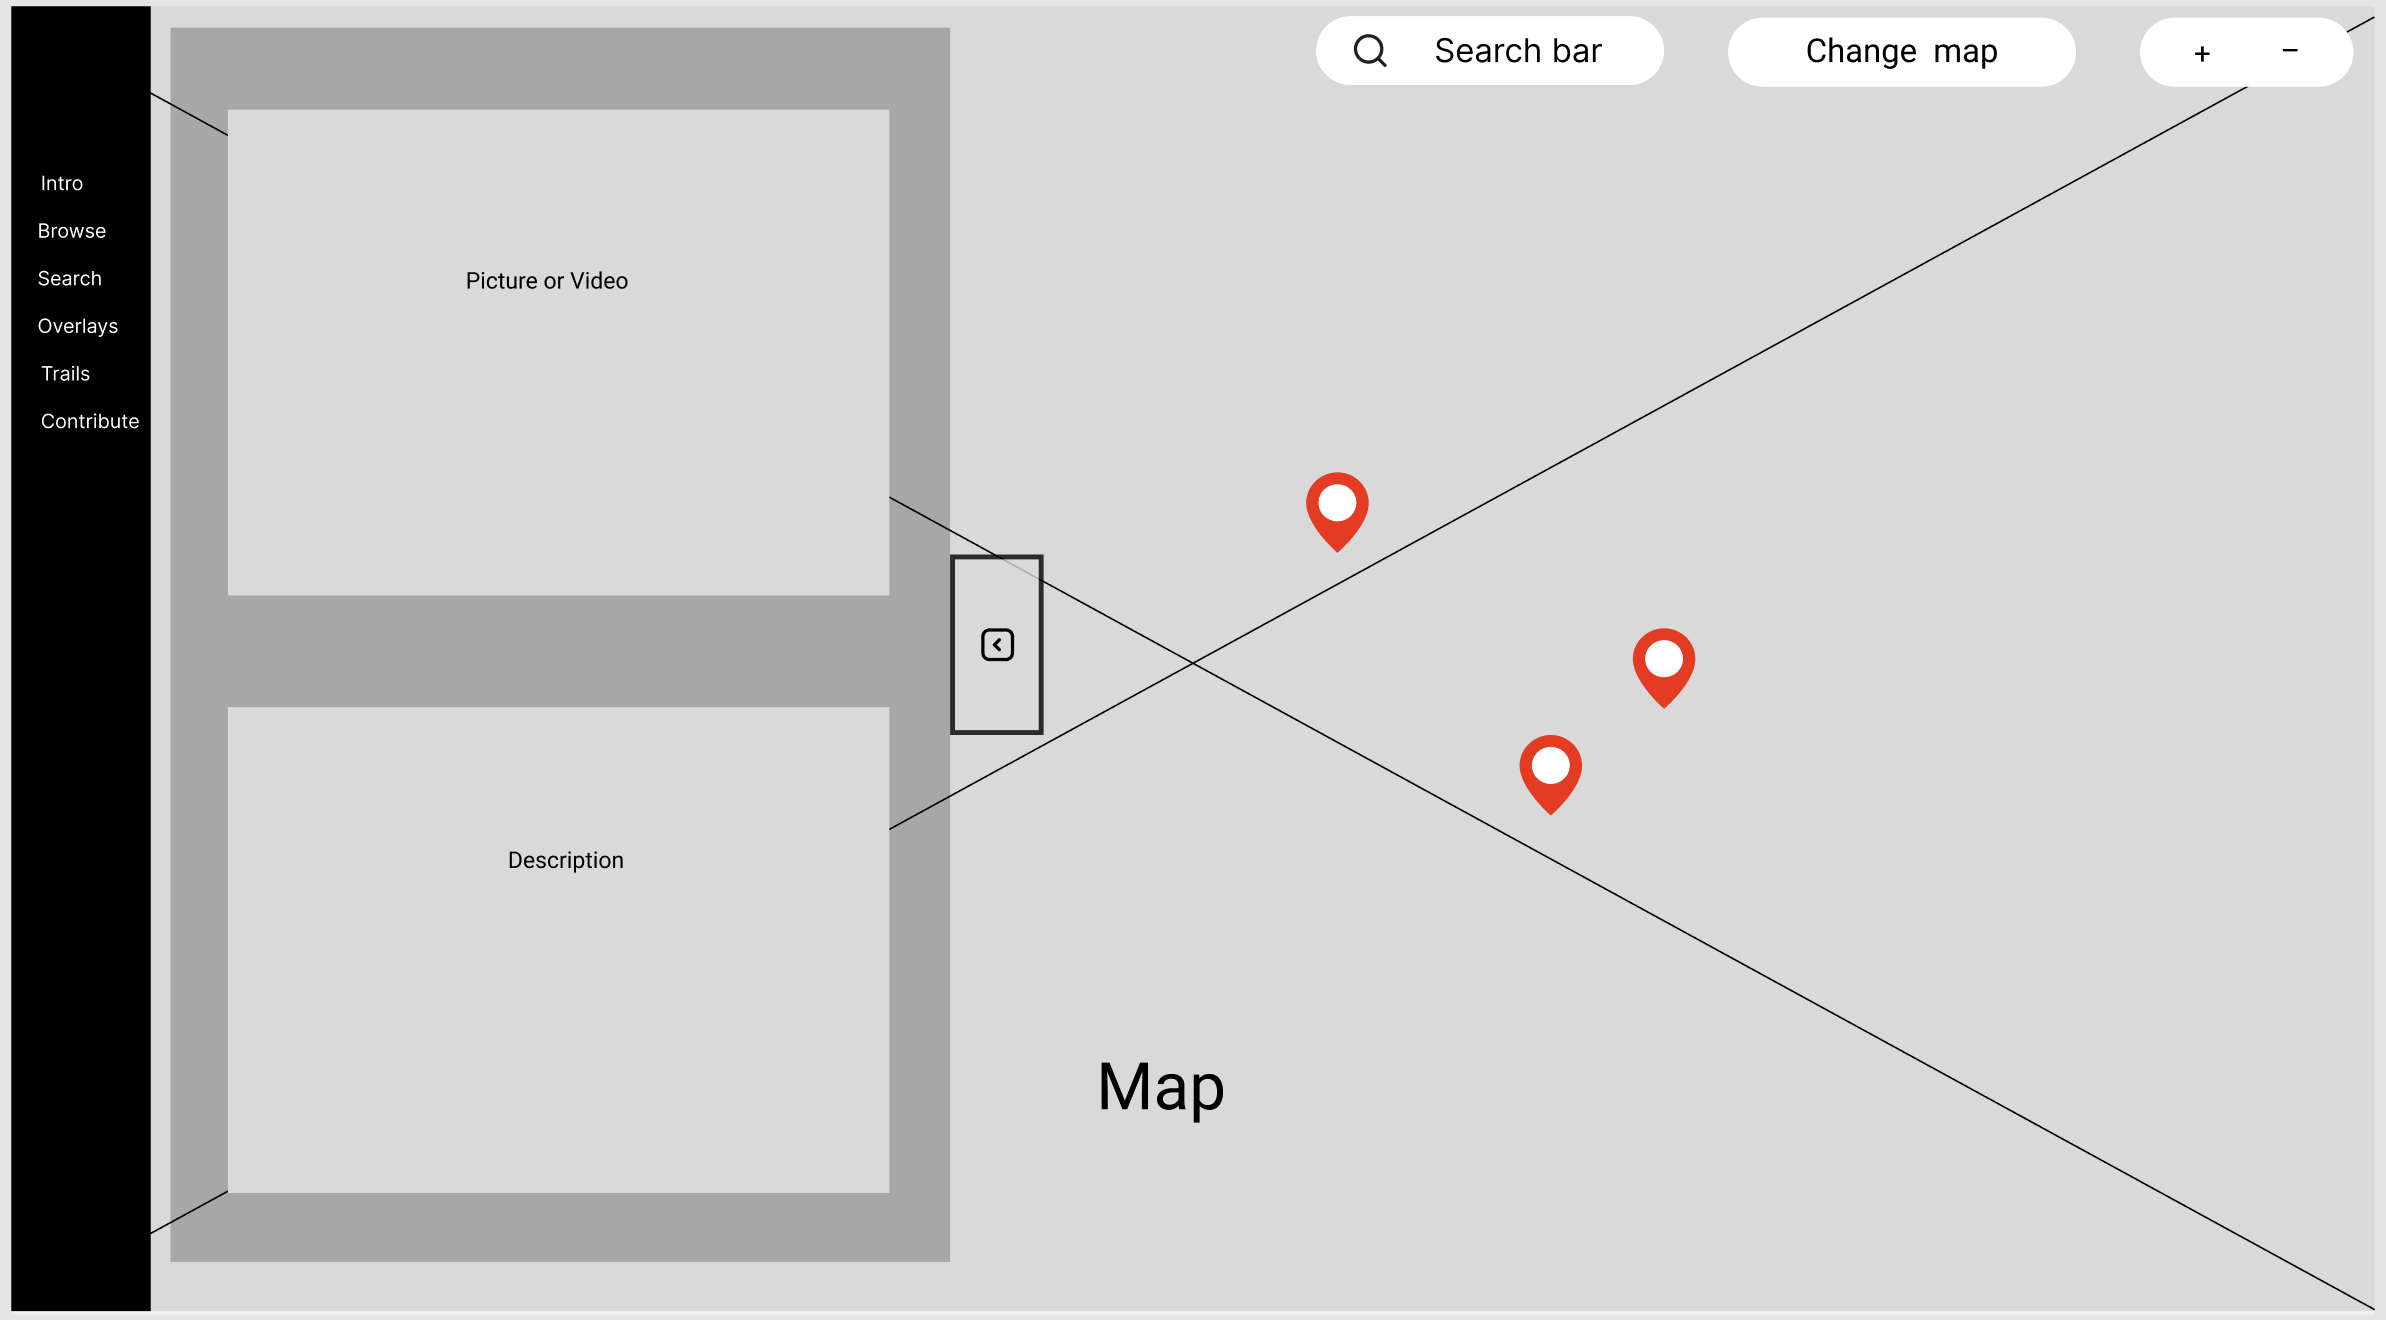 Intro
Browse
Search
Overlays
Trails
Contribute
Picture or Video
Description
Search bar
Change map
+ −
Map